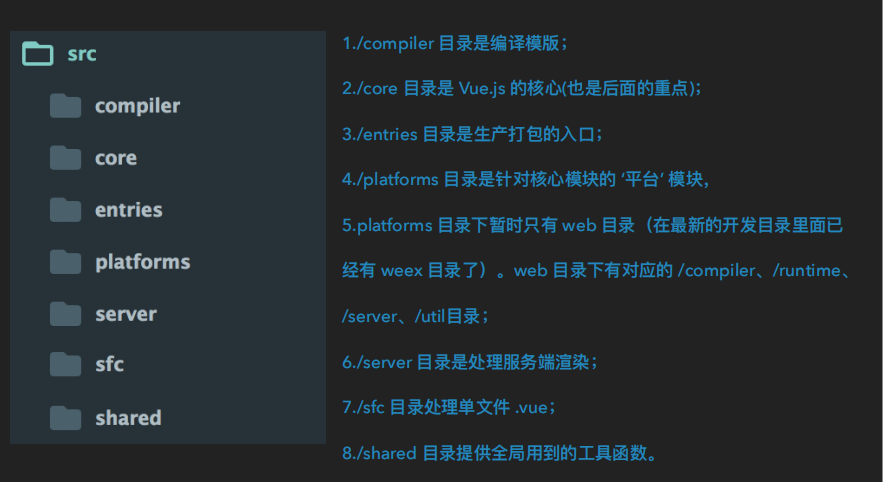 src
compiler
core
entries
platforms
server
sfc
shared
1./compiler 目录是编译模版；
2./core 目录是 Vue.js 的核心(也是后面的重点)；
3./entries 目录是生产打包的入口；
4./platforms 目录是针对核心模块的 ‘平台’ 模块，
5.platforms 目录下暂时只有 web 目录（在最新的开发目录里面已
经有 weex 目录了）。web 目录下有对应的 /compiler、/runtime、
/server、/util目录；
6./server 目录是处理服务端渲染；
7./sfc 目录处理单文件 .vue；
8./shared 目录提供全局用到的工具函数。